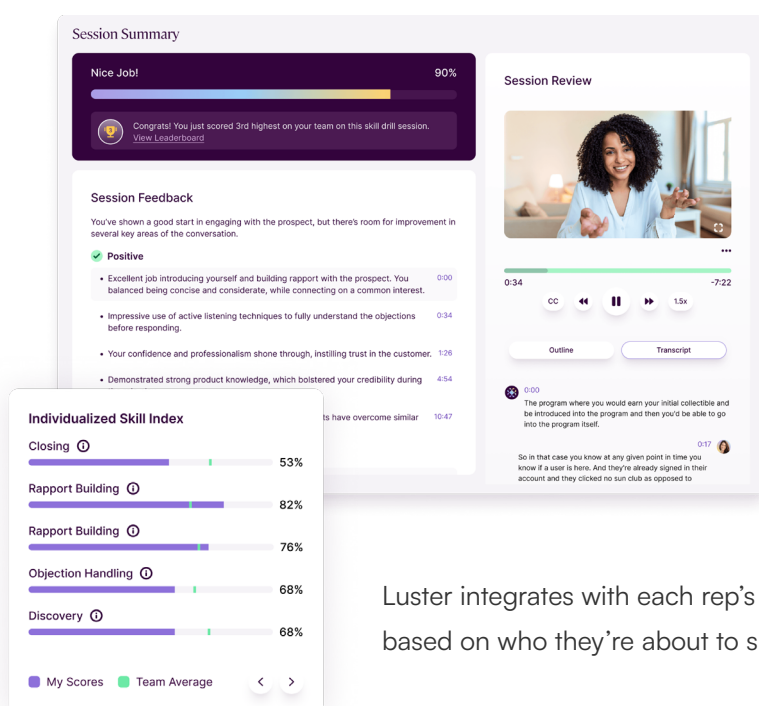 Session Summary
Nice Job!
90%
Congrats! You just scored 3rd highest on your team on this skill drill session.
View Leaderboard
Session Feedback
You've shown a good start in engaging with the prospect, but there's room for improvement in
several key areas of the conversation.
Positive
• Excellent job introducing yourself and building rapport with the prospect. You 0:00
balanced being concise and considerate, while connecting on a common interest.
• Impressive use of active listening techniques to fully understand the objections 0:34
before responding.
• Your confidence and professionalism shone through, instilling trust in the customer. 1:26
• Demonstrated strong product knowledge, which bolstered your credibility during 4:54
ts have overcome similar 10:47
Session Review
0:34
-7:22
CC
1.5x
Outline
Transcript
0:00
The program where you would earn your initial collectible and
be introduced into the program and then you'd be able to go
into the program itself.
0:17
So in that case you know at any given point in time you
know if a user is here. And they're already signed in their
account and they clicked no sun club as opposed to
Individualized Skill Index
Closing
53%
Rapport Building
82%
Rapport Building
76%
Objection Handling
68%
Discovery
68%
My Scores
Team Average
Luster integrates with each rep's
based on who they're about to s